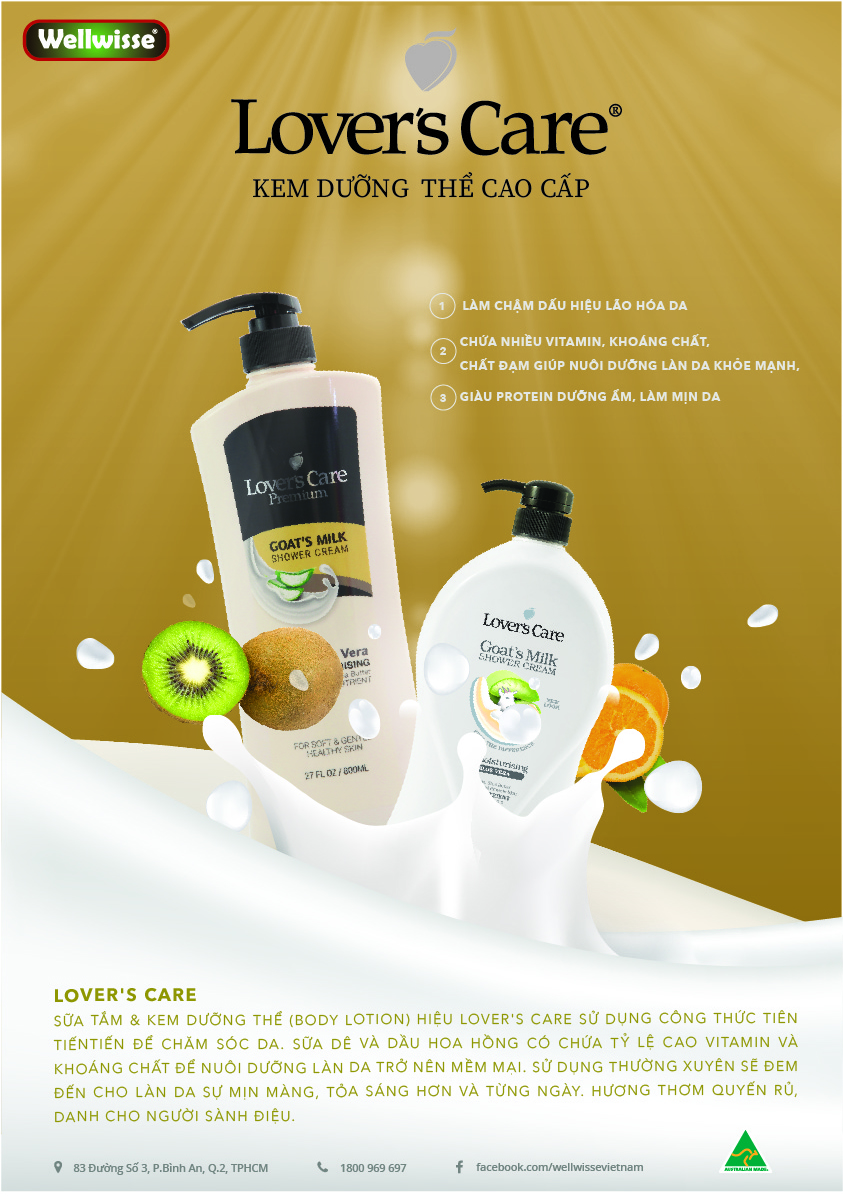 Wellwisse®
Lover's Care®
KEM DƯỠNG THỂ CAO CẤP
1 LÀM CHẬM DẤU HIỆU LÃO HÓA DA
2 CHỨA NHIỀU VITAMIN, KHOÁNG CHẤT,
CHẤT ĐẠM GIÚP NUÔI DƯỠNG LÀN DA KHỎE MẠNH,
3 GIÀU PROTEIN DƯỠNG ẨM, LÀM MỊN DA
Lover's Care
Premium
GOAT'S MILK
SHOWER CREAM
Vera
FOR SOFT & GENTLE
HEALTHY SKIN
27 FL OZ / 800ML
Lover's Care
Goat's Milk
SHOWER CREAM
LOVER'S CARE
SỮA TẮM & KEM DƯỠNG THỂ (BODY LOTION) HIỆU LOVER'S CARE SỬ DỤNG CÔNG THỨC TIÊN
TIẾNTIẾN ĐỂ CHĂM SÓC DA. SỮA DÊ VÀ DẦU HOA HỒNG CÓ CHỨA TỶ LỆ CAO VITAMIN VÀ
KHOÁNG CHẤT ĐỂ NUÔI DƯỠNG LÀN DA TRỞ NÊN MỀM MẠI. SỬ DỤNG THƯỜNG XUYÊN SẼ ĐEM
ĐẾN CHO LÀN DA SỰ MỊN MÀNG, TỎA SÁNG HƠN VÀ TỪNG NGÀY. HƯƠNG THƠM QUYẾN RŨ,
DANH CHO NGƯỜI SÀNH ĐIỆU.
83 Đường Số 3, P.Bình An, Q.2, TPHCM
1800 969 697
facebook.com/wellwissevietnam
AUSTRALIAN MADE